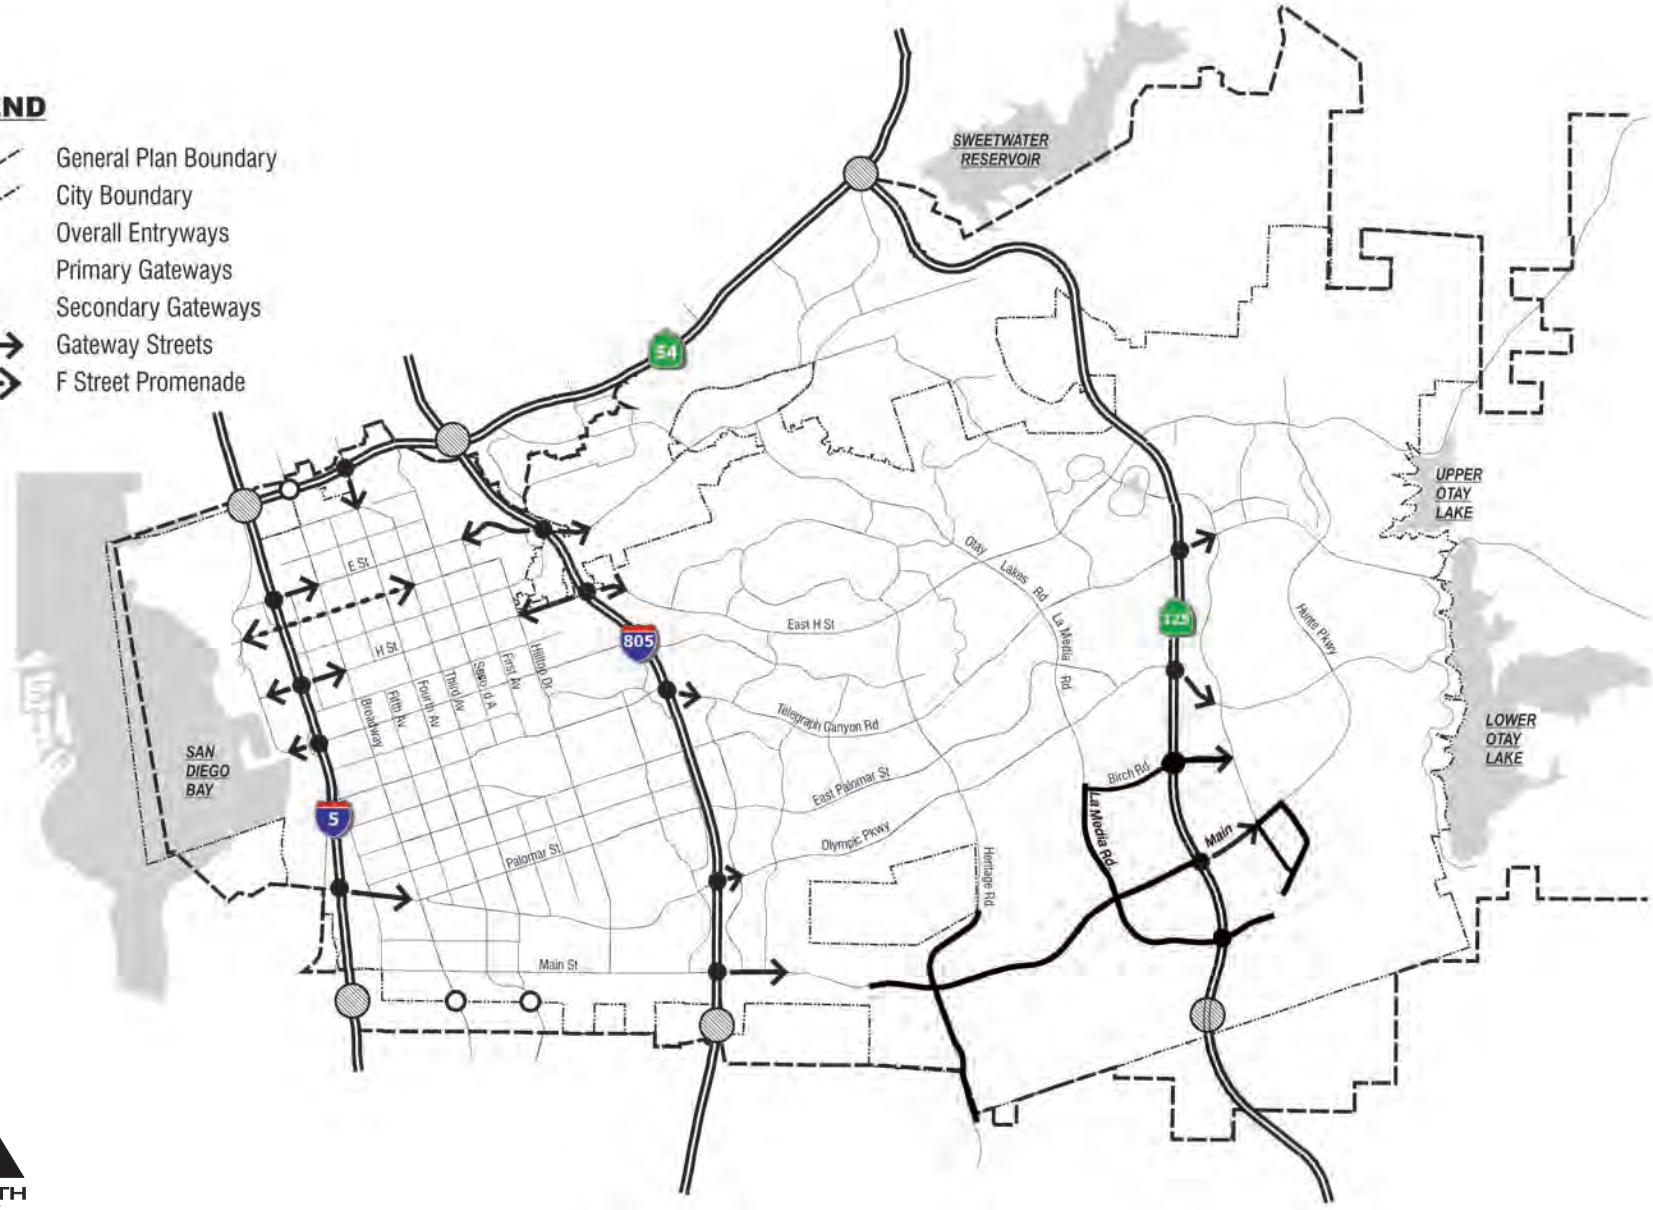 END
General Plan Boundary
City Boundary
Overall Entryways
Primary Gateways
Secondary Gateways
Gateway Streets
F Street Promenade
SWEETWATER
RESERVOIR
54
UPPER
OTAY
LAKE
E St
Otay Lakes Rd
H St
East H St
805
125
La Media Rd
Hunte Pkwy
Broadway
Fifth Av
Fourth Av
Third Av
First Av
Hilltop Dr
Telegraph Canyon Rd
SAN
DIEGO
BAY
LOWER
OTAY
LAKE
5
East Palomar St
Birch Rd
La Media Rd.
Main
Olympic Pkwy
Palomar St
Heritage Rd.
Main St
TH